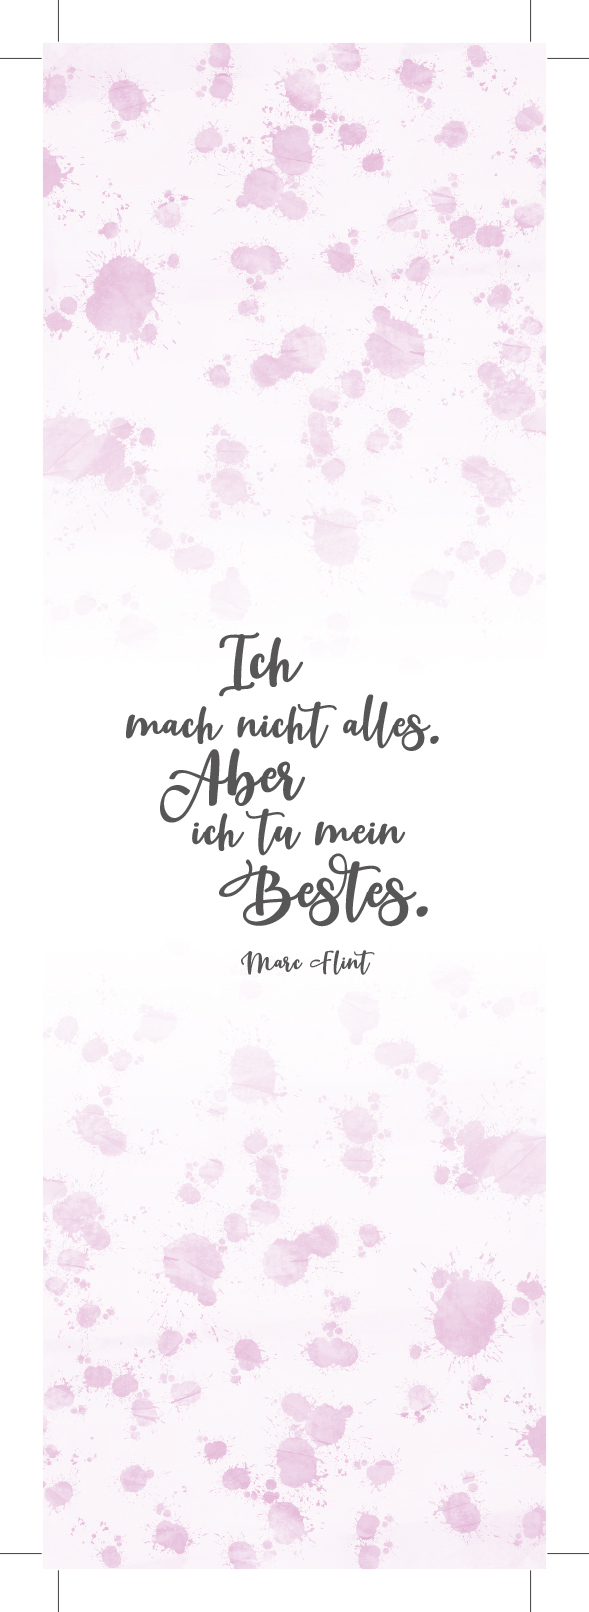 Ich
mach nicht alles.
Aber
ich tu mein
Bestes.
Marc Flint